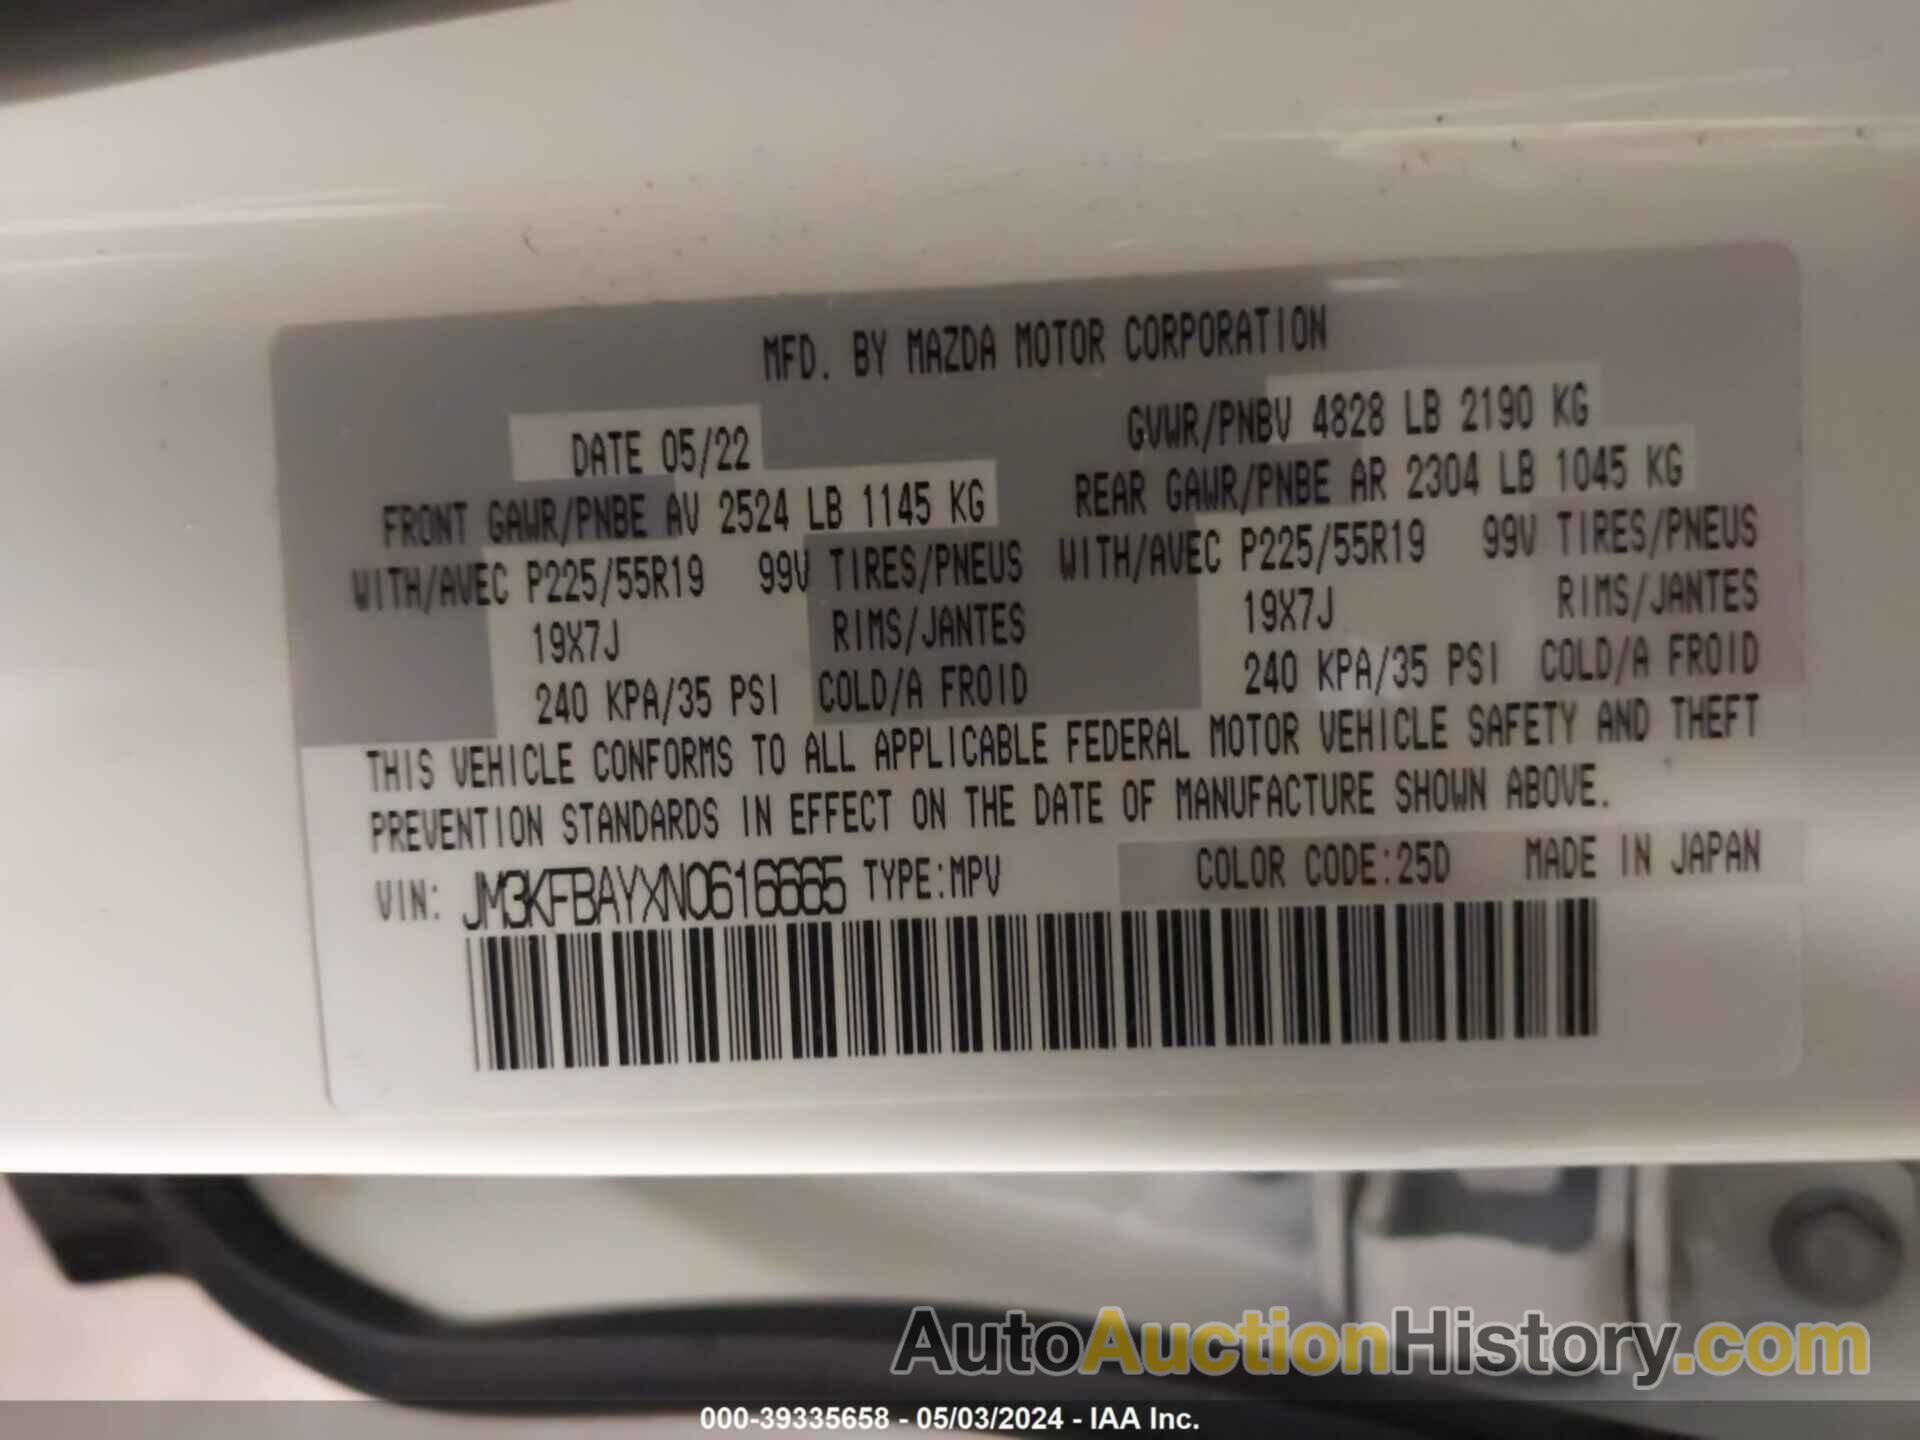 MFD. BY MAZDA MOTOR CORPORATION
DATE 05/22 GVWR/PNBV 4828 LB 2190 KG
FRONT GAWR/PNBE AV 2524 LB 1145 KG REAR GAWR/PNBE AR 2304 LB 1045 KG
WITH/AVEC P225/55R19 99V TIRES/PNEUS WITH/AVEC P225/55R19 99V TIRES/PNEUS
19X7J RIMS/JANTES 19X7J RIMS/JANTES
240 KPA/35 PSI COLD/A FROID 240 KPA/35 PSI COLD/A FROID
THIS VEHICLE CONFORMS TO ALL APPLICABLE FEDERAL MOTOR VEHICLE SAFETY AND THEFT
PREVENTION STANDARDS IN EFFECT ON THE DATE OF MANUFACTURE SHOWN ABOVE.
VIN: JM3KFBAYXN0616665 TYPE:MPV COLOR CODE:25D MADE IN JAPAN
AutoAuctionHistory.com
000-39335658 - 05/03/2024 - IAA Inc.